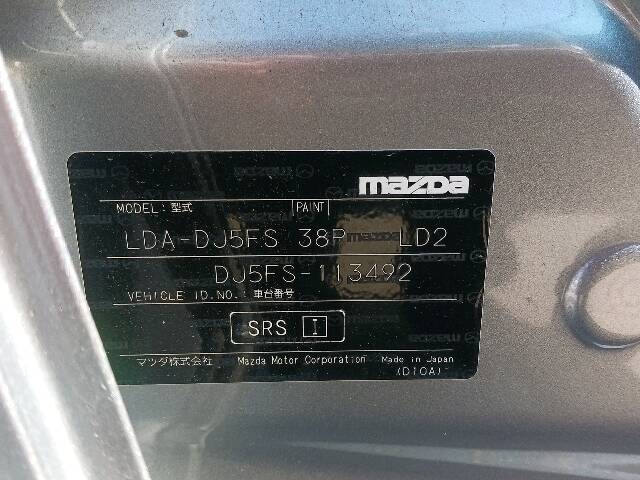 mazda
MODEL:型式 PAINT
LDA-DJ5FS 38P LD2
DJ5FS-113492
VEHICLE ID.NO.:車台番号
SRS I
マツダ株式会社 Mazda Motor Corporation Made in Japan
(D10A)